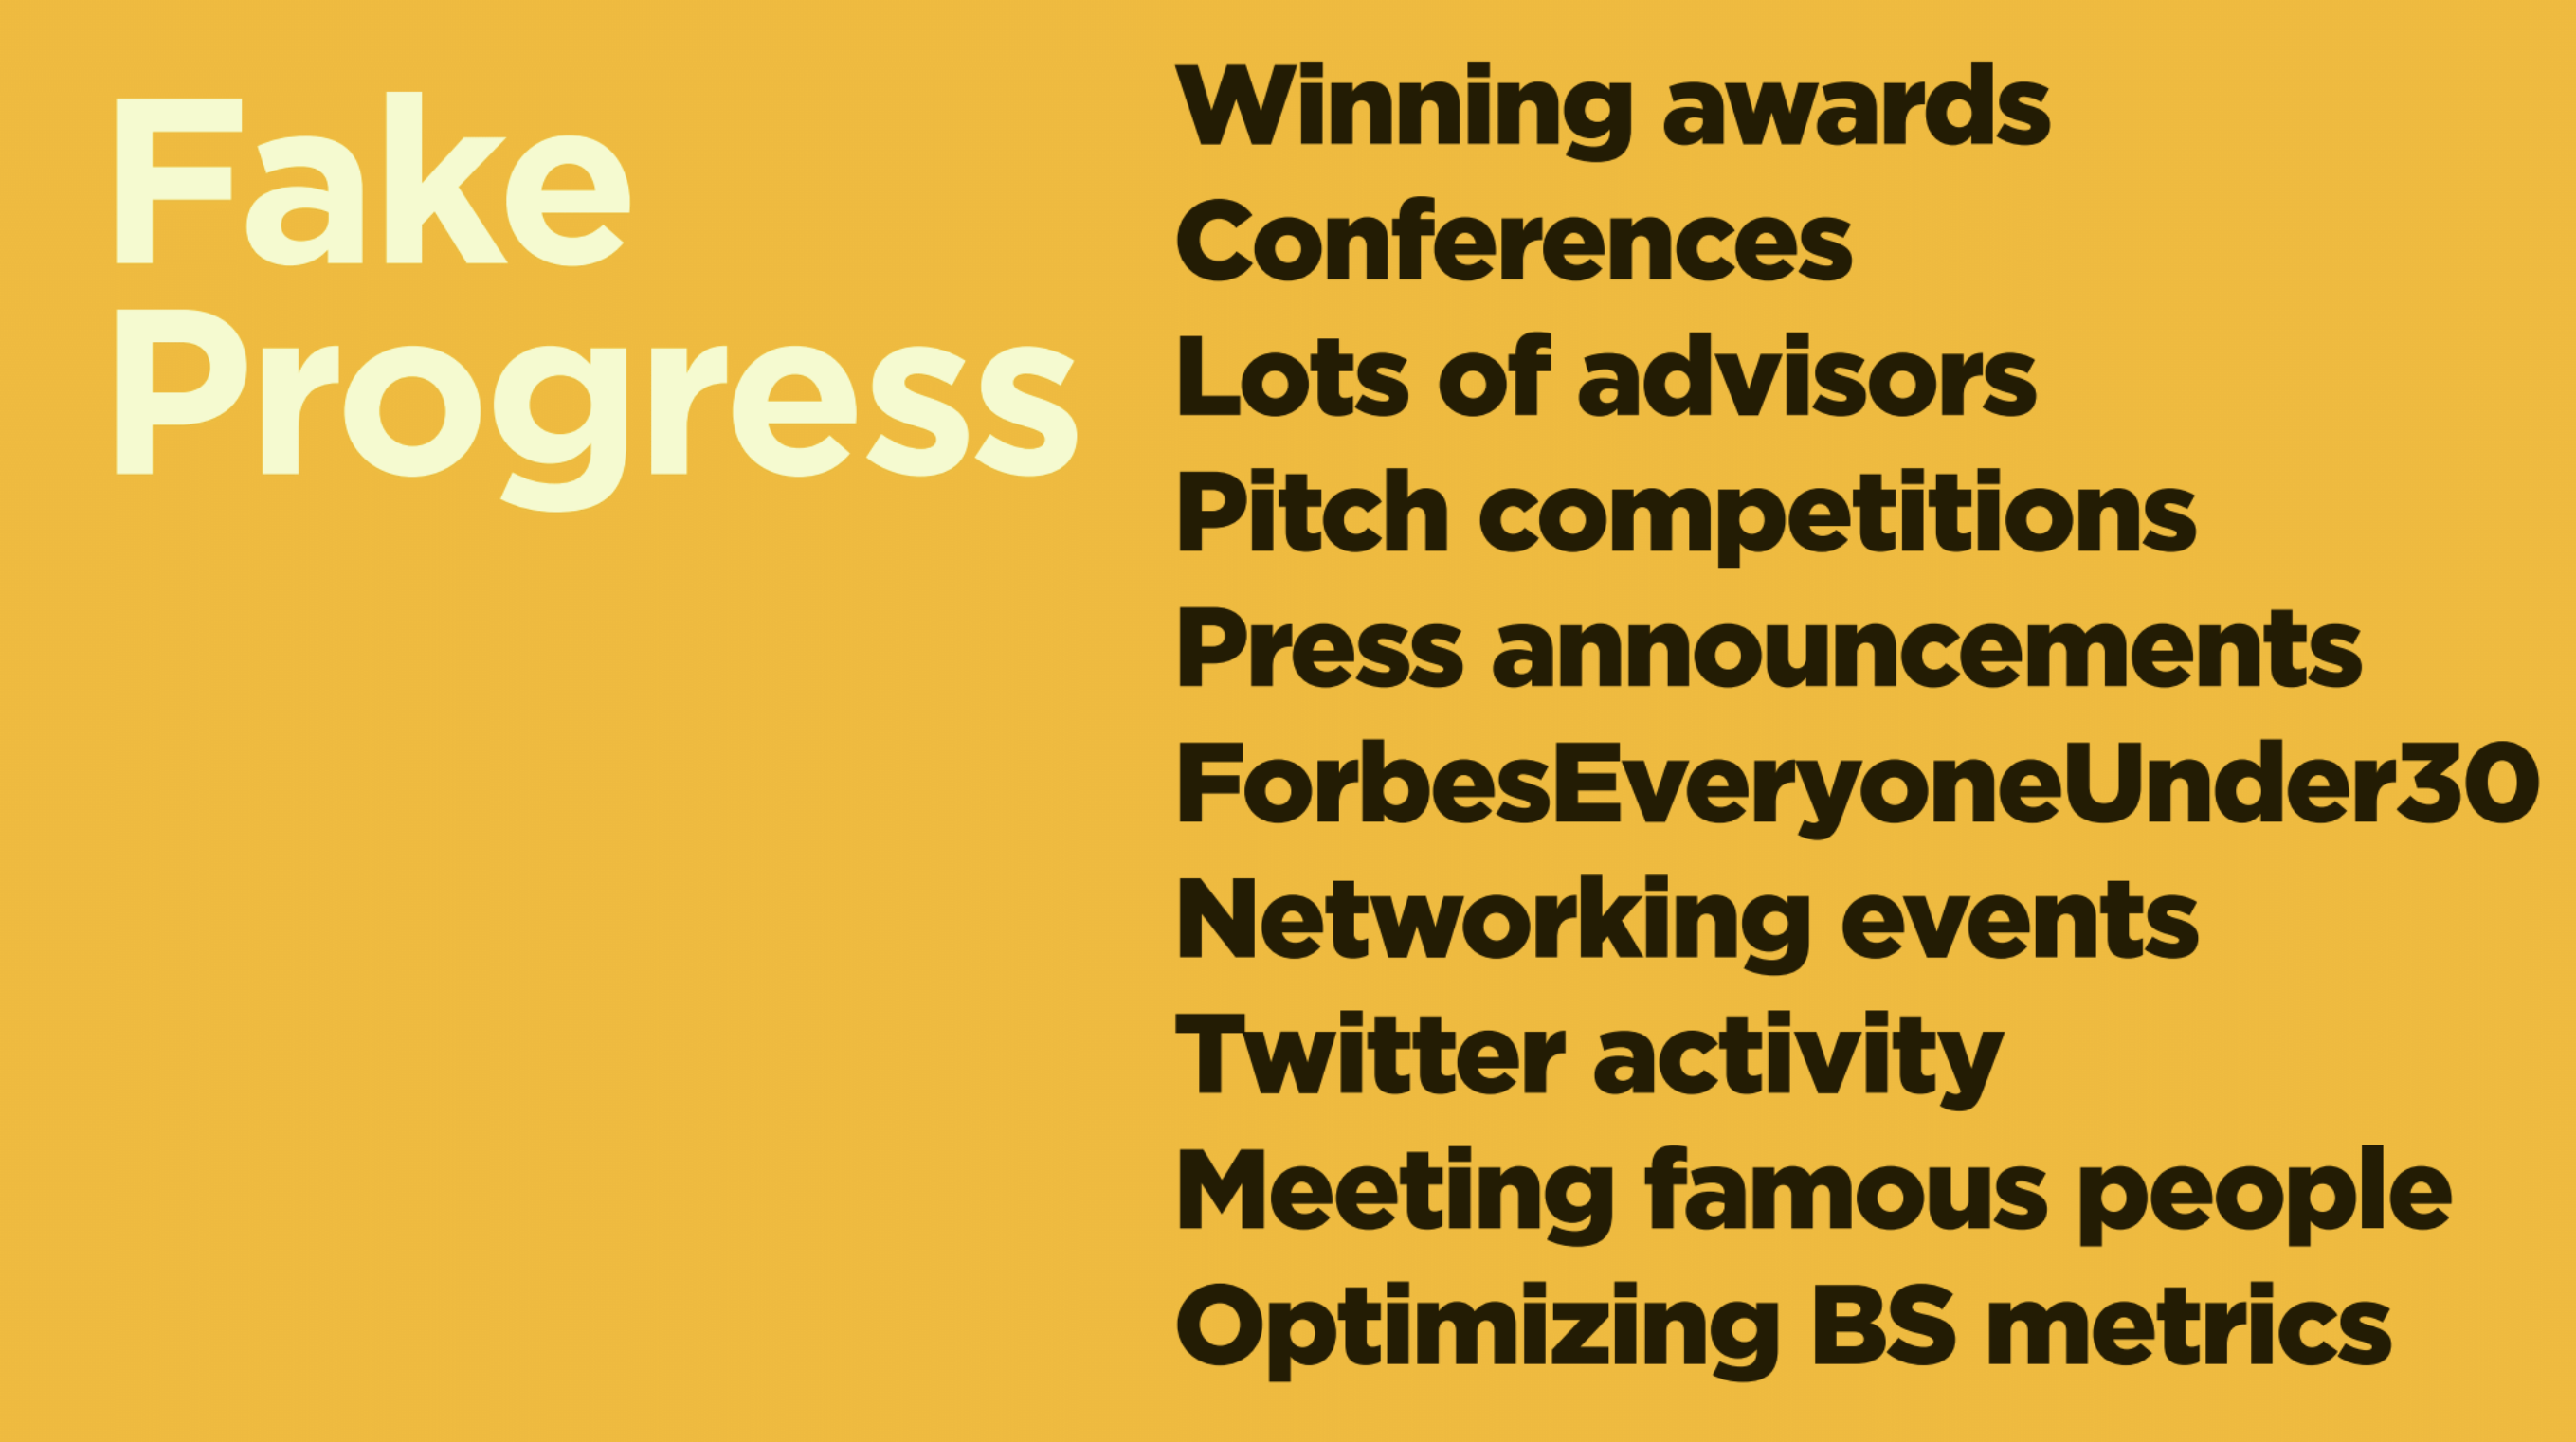 Fake
Progress
Winning awards
Conferences
Lots of advisors
Pitch competitions
Press announcements
ForbesEveryoneUnder30
Networking events
Twitter activity
Meeting famous people
Optimizing BS metrics